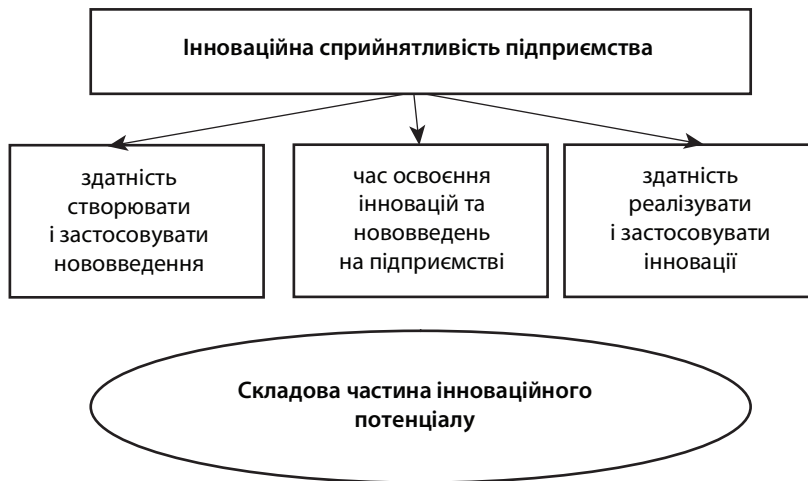 Інноваційна сприйнятливість підприємства
здатність
створювати
і застосовувати
нововведення
час освоєння
інновацій та
нововведень
на підприємстві
здатність
реалізувати
і застосовувати
інновації
Складова частина інноваційного
потенціалу